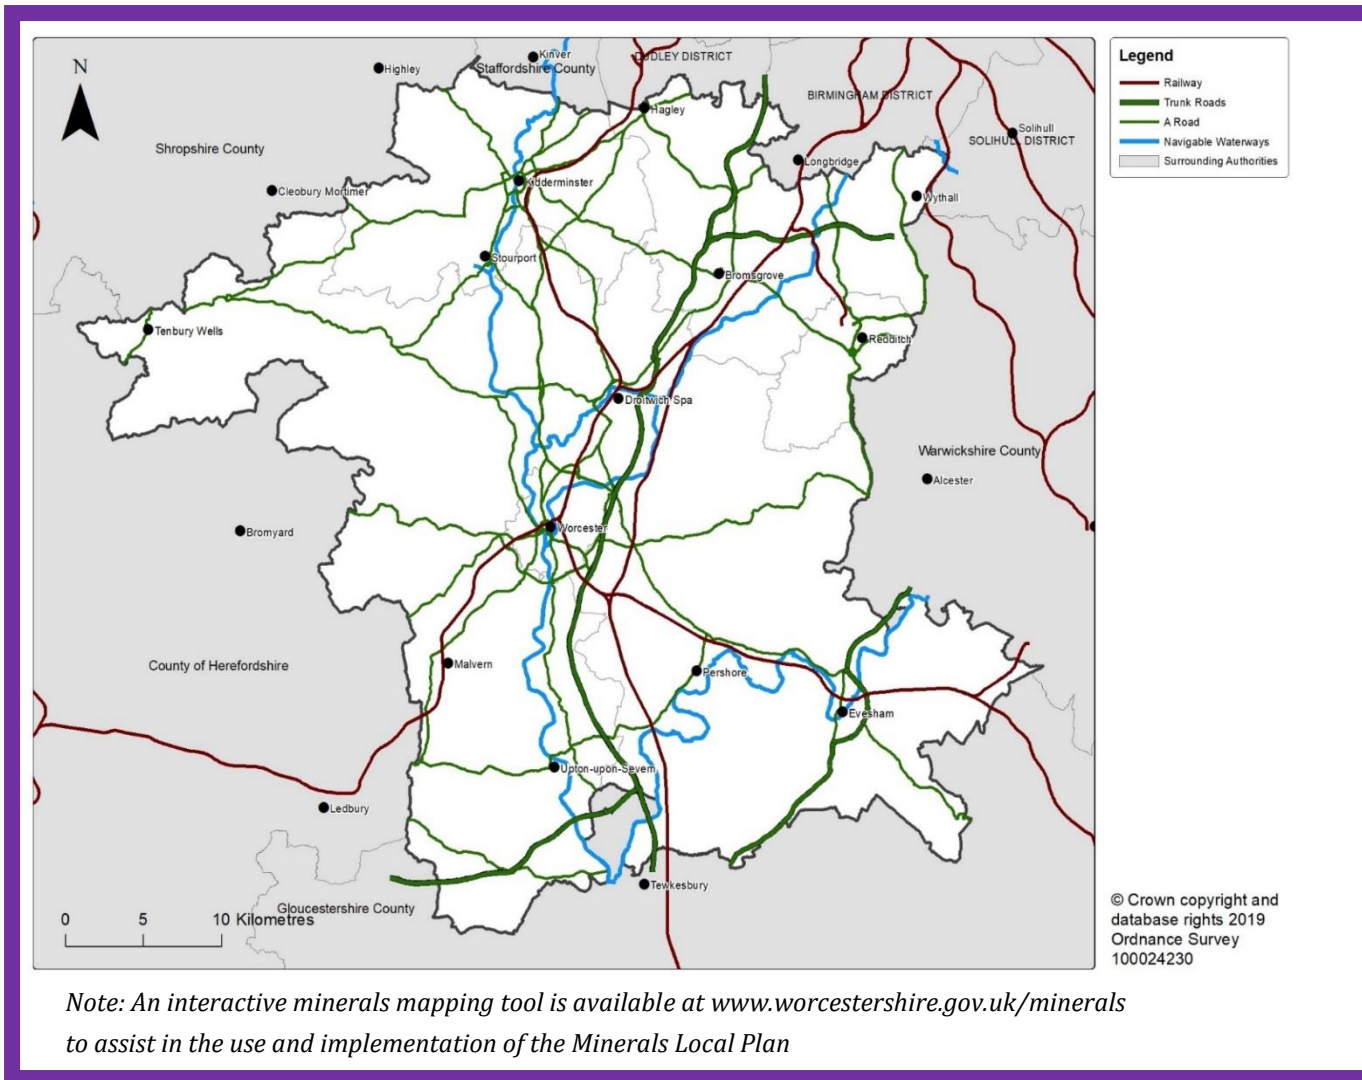 N
Kinver
Highley
Staffordshire County
DUDLEY DISTRICT
Hagley
BIRMINGHAM DISTRICT
Solihull
SOLIHULL DISTRICT
Shropshire County
Longbridge
Kidderminster
Cleobury Mortimer
Wythall
Stourport
Bromsgrove
Tenbury Wells
Redditch
Droitwich Spa
Warwickshire County
Alcester
Bromyard
Worcester
County of Herefordshire
Malvern
Pershore
Evesham
Upton-upon-Severn
Ledbury
Tewkesbury
Gloucestershire County
0 5 10 Kilometres
Legend
Railway
Trunk Roads
A Road
Navigable Waterways
Surrounding Authorities
© Crown copyright and
database rights 2019
Ordnance Survey
100024230
Note: An interactive minerals mapping tool is available at www.worcestershire.gov.uk/minerals
to assist in the use and implementation of the Minerals Local Plan